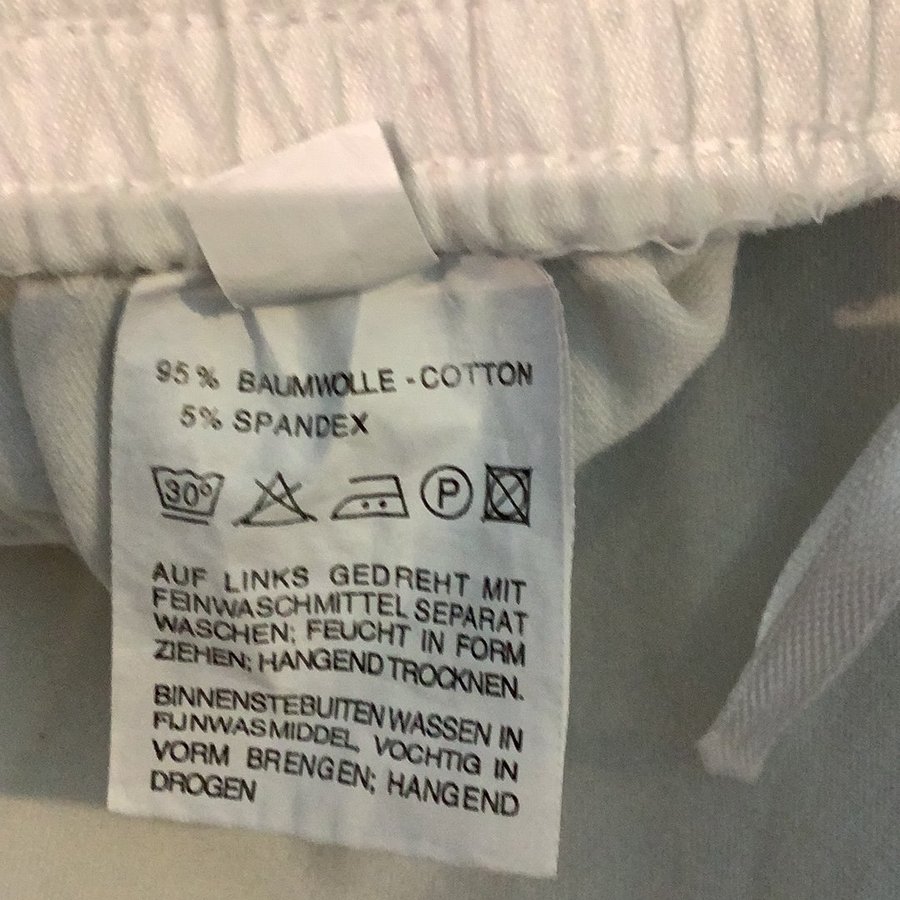 95% BAUMWOLLE - COTTON
5% SPANDEX
30° P
AUF LINKS GEDREHT MIT
FEINWASCHMITTEL SEPARAT
WASCHEN; FEUCHT IN FORM
ZIEHEN; HANGEND TROCKNEN.
BINNENSTEBUITEN WASSEN IN
FIJNWASMIDDEL, VOCHTIG IN
VORM BRENGEN; HANGEND
DROGEN